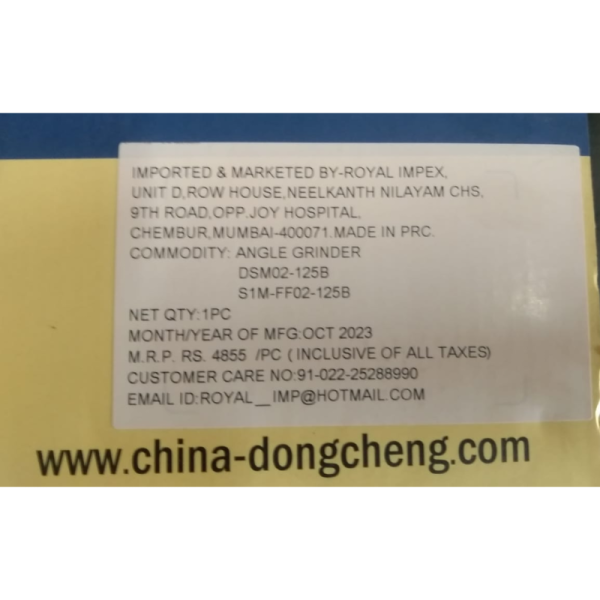 IMPORTED & MARKETED BY-ROYAL IMPEX,
UNIT D,ROW HOUSE,NEELKANTH NILAYAM CHS,
9TH ROAD,OPP.JOY HOSPITAL,
CHEMBUR,MUMBAI-400071.MADE IN PRC.
COMMODITY: ANGLE GRINDER
DSM02-125B
S1M-FF02-125B
NET QTY:1PC
MONTH/YEAR OF MFG:OCT 2023
M.R.P. RS. 4855 /PC ( INCLUSIVE OF ALL TAXES)
CUSTOMER CARE NO:91-022-25288990
EMAIL ID:ROYAL__IMP@HOTMAIL.COM
www.china-dongcheng.com